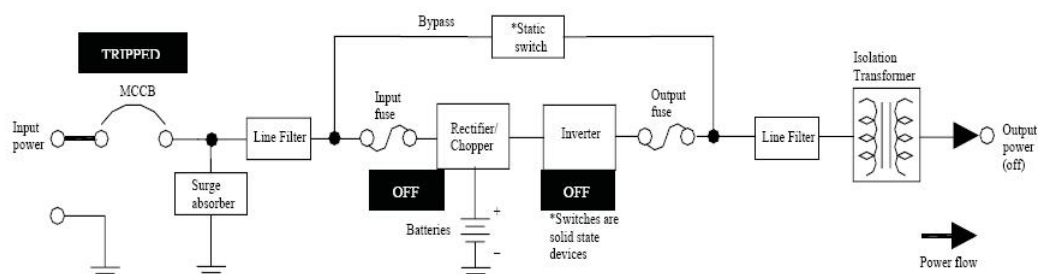 Bypass
*Static
switch
TRIPPED
MCCB
Isolation
Transformer
Input
fuse
Output
fuse
Input
power
Line Filter
Rectifier/
Chopper
Inverter
Line Filter
Output
power
(off)
Surge
absorber
OFF
OFF
Batteries
+
–
*Switches are
solid state
devices
Power flow